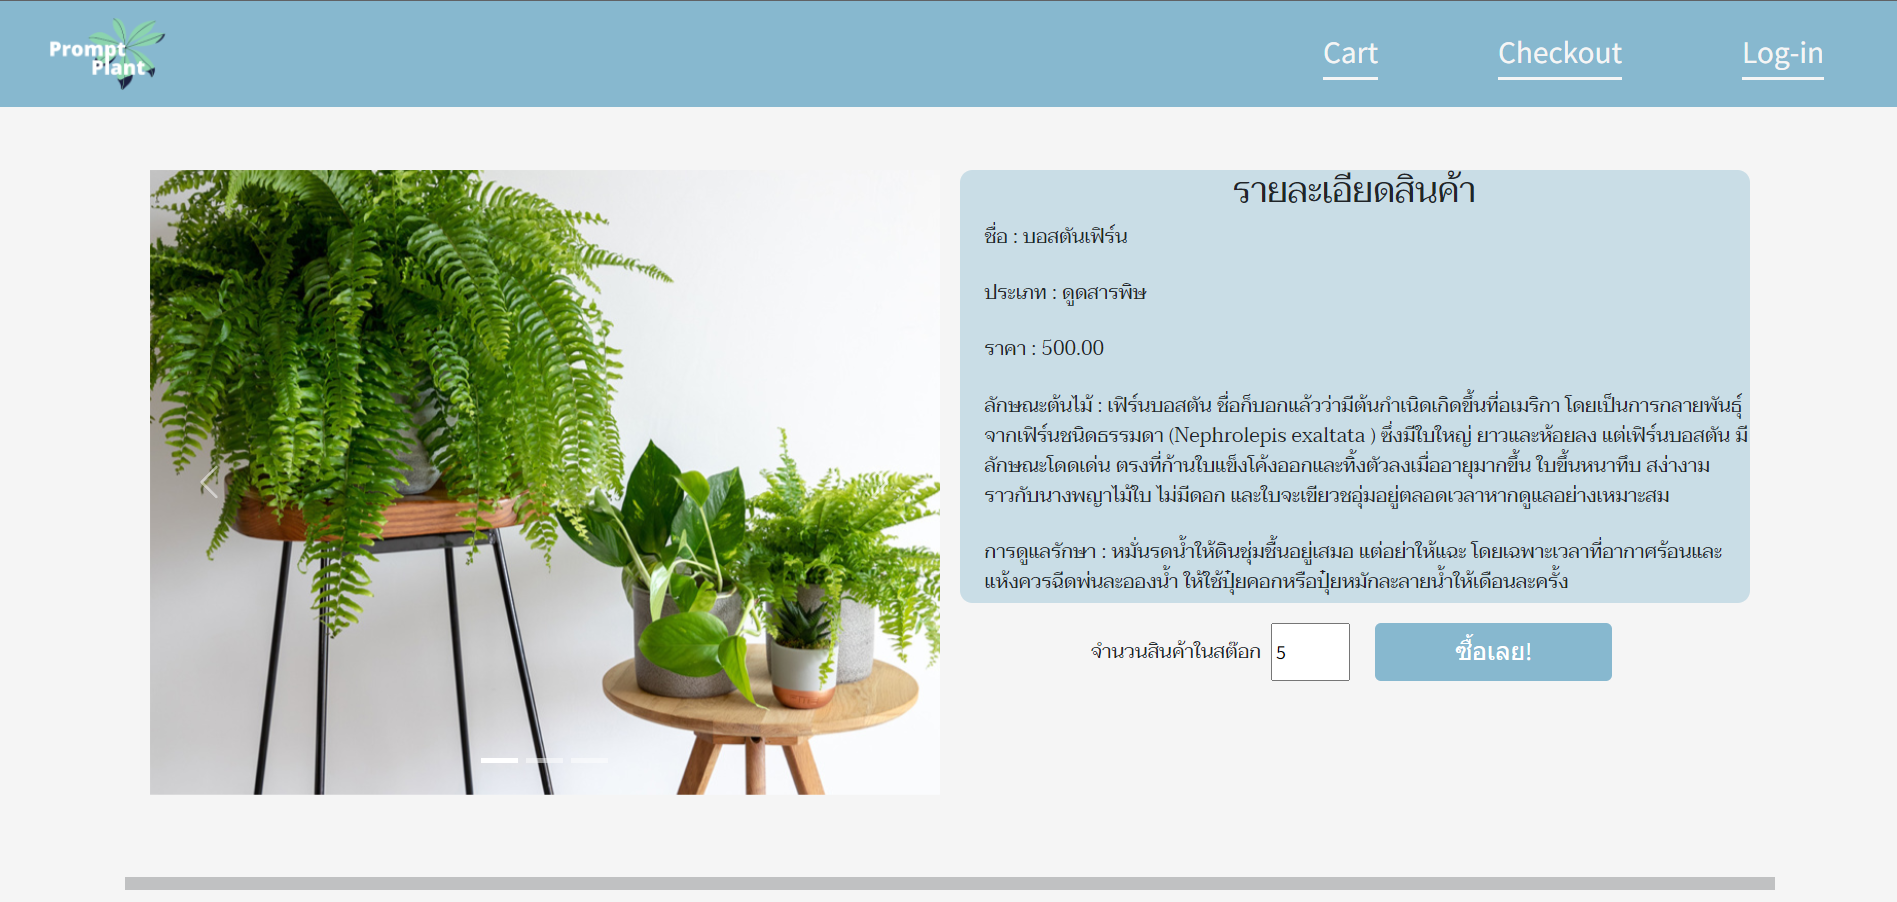 Prompt
Plant
Cart
Checkout
Log-in
รายละเอียดสินค้า
ชื่อ : บอสตันเฟิร์น
ประเภท : ดูดสารพิษ
ราคา : 500.00
ลักษณะต้นไม้ : เฟิร์นบอสตัน ชื่อก็บอกแล้วว่ามีต้นกำเนิดเกิดขึ้นที่อเมริกา โดยเป็นการกลายพันธุ์
จากเฟิร์นชนิดธรรมดา (Nephrolepis exaltata ) ซึ่งมีใบใหญ่ ยาวและห้อยลง แต่เฟิร์นบอสตัน มี
ลักษณะโดดเด่น ตรงที่ก้านใบแข็งโค้งออกและทิ้งตัวลงเมื่ออายุมากขึ้น ใบขึ้นหนาทึบ สง่างาม
ราวกับนางพญาไม้ใบ ไม่มีดอก และใบจะเขียวชอุ่มอยู่ตลอดเวลาหากดูแลอย่างเหมาะสม
การดูแลรักษา : หมั่นรดน้ำให้ดินชุ่มชื้นอยู่เสมอ แต่อย่าให้แฉะ โดยเฉพาะเวลาที่อากาศร้อนและ
แห้งควรฉีดพ่นละอองน้ำ ให้ใช้ปุ๋ยคอกหรือปุ๋ยหมักละลายน้ำให้เดือนละครั้ง
จำนวนสินค้าในสต๊อก
5
ซื้อเลย!